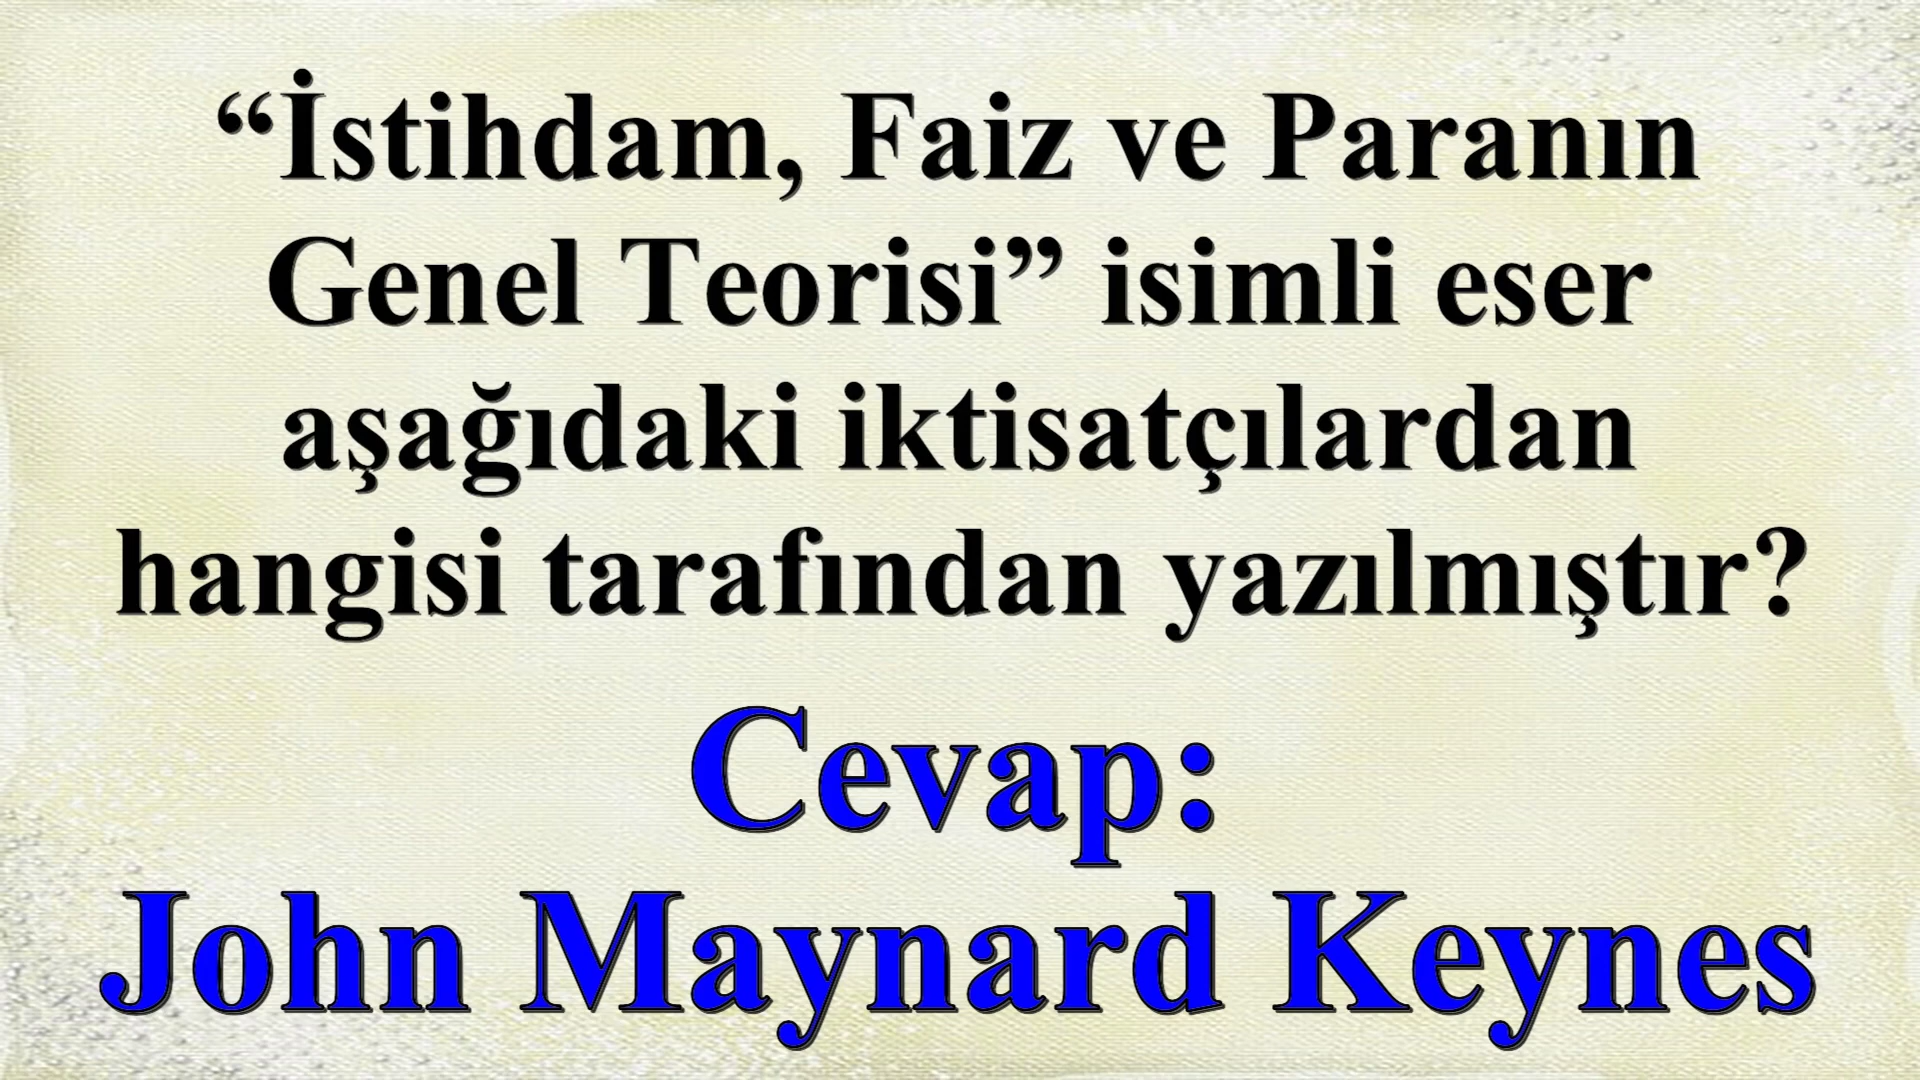 “İstihdam, Faiz ve Paranın
Genel Teorisi” isimli eser
aşağıdaki iktisatçılardan
hangisi tarafından yazılmıştır?
Cevap:
John Maynard Keynes